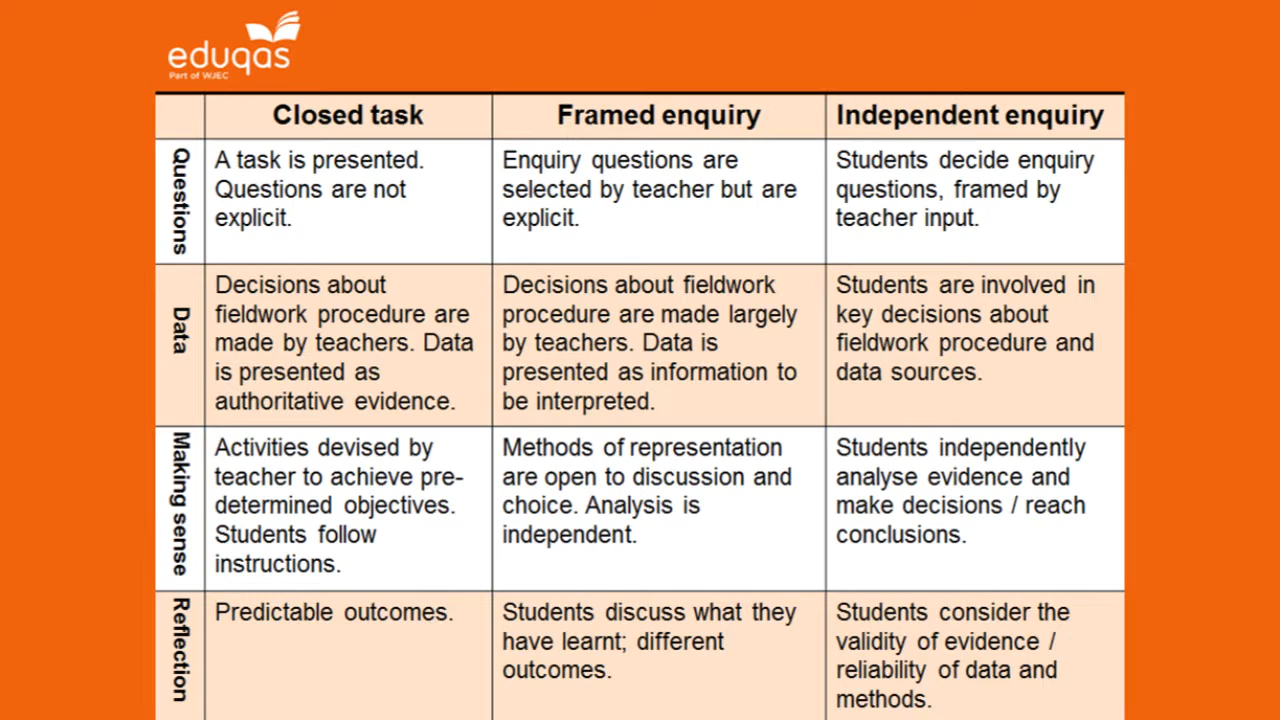 eduqas
Part of WJEC
Closed task
Framed enquiry
Independent enquiry
Questions
A task is presented.
Questions are not
explicit.
Enquiry questions are
selected by teacher but are
explicit.
Students decide enquiry
questions, framed by
teacher input.
Data
Decisions about
fieldwork procedure are
made by teachers. Data
is presented as
authoritative evidence.
Decisions about fieldwork
procedure are made largely
by teachers. Data is
presented as information to
be interpreted.
Students are involved in
key decisions about
fieldwork procedure and
data sources.
Making sense
Activities devised by
teacher to achieve pre-
determined objectives.
Students follow
instructions.
Methods of representation
are open to discussion and
choice. Analysis is
independent.
Students independently
analyse evidence and
make decisions / reach
conclusions.
Reflection
Predictable outcomes.
Students discuss what they
have learnt; different
outcomes.
Students consider the
validity of evidence /
reliability of data and
methods.